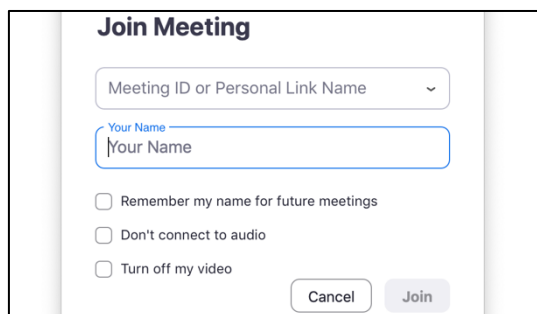 Join Meeting
Meeting ID or Personal Link Name
Your Name
Your Name
Remember my name for future meetings
Don't connect to audio
Turn off my video
Cancel Join